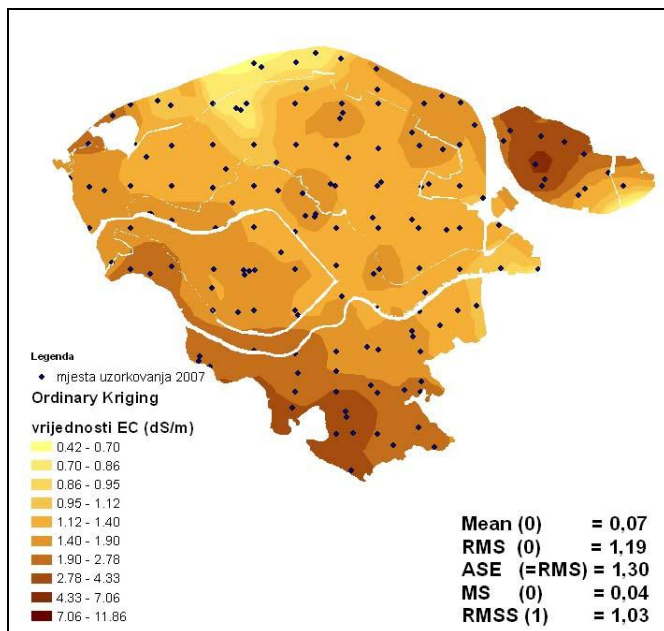 Legenda
mjesta uzorkovanja 2007
Ordinary Kriging
vrijednosti EC (dS/m)
0.42 - 0.70
0.70 - 0.86
0.86 - 0.95
0.95 - 1.12
1.12 - 1.40
1.40 - 1.90
1.90 - 2.78
2.78 - 4.33
4.33 - 7.06
7.06 - 11.86
Mean (0) = 0,07
RMS (0) = 1,19
ASE (=RMS) = 1,30
MS (0) = 0,04
RMSS (1) = 1,03